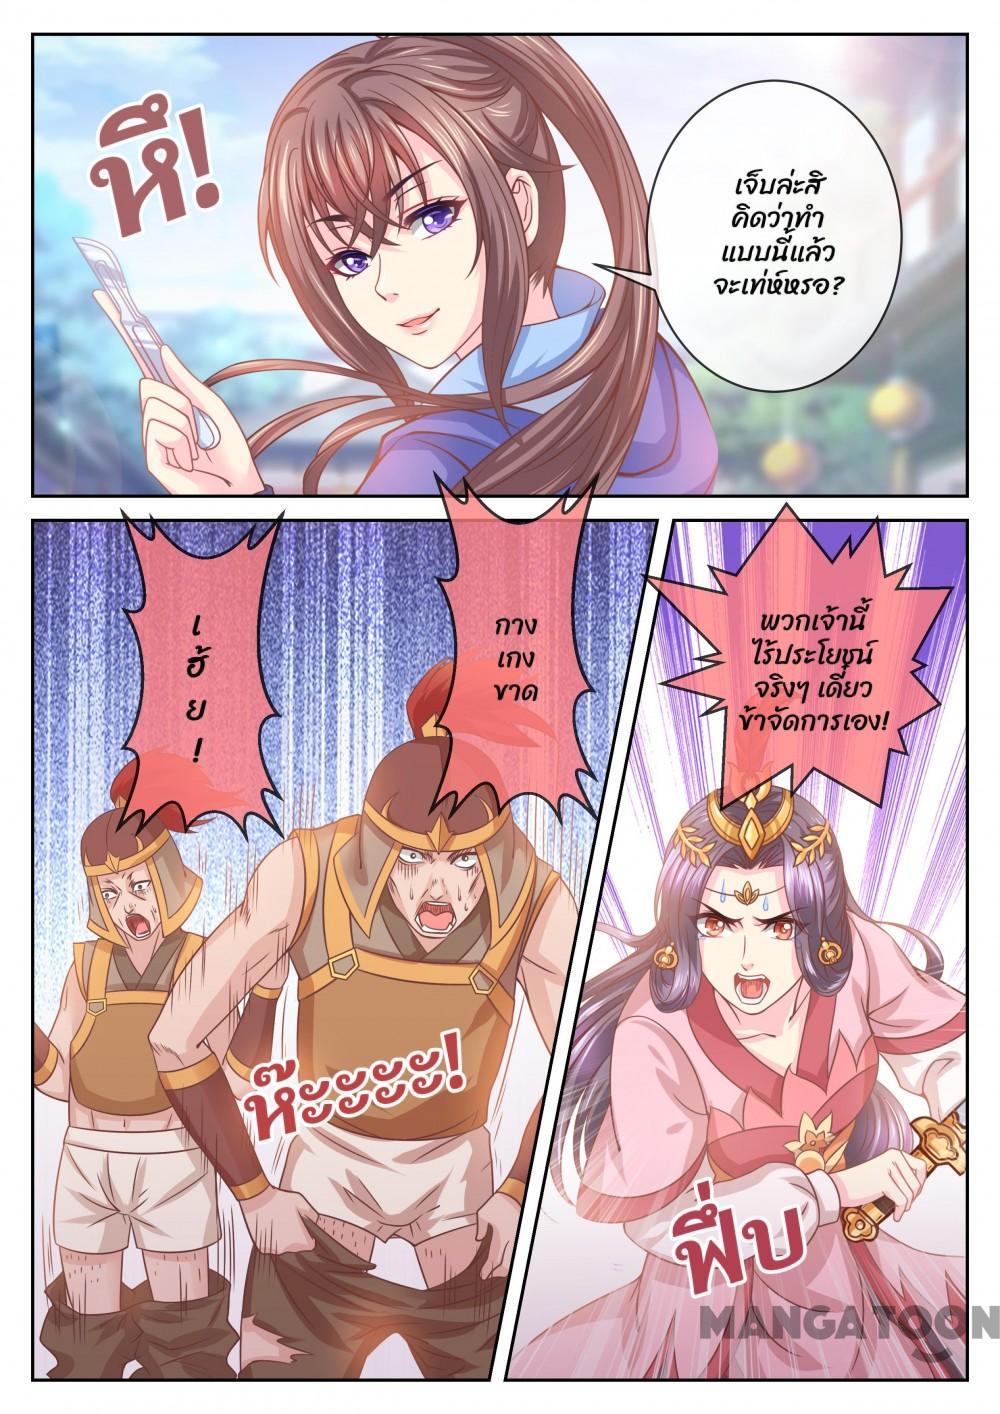 หึ!
เจ็บล่ะสิ
คิดว่าทำ
แบบนี้แล้ว
จะเท่ห์หรอ?
เฮ้ย!
กาง
เกง
ขาด
ห๊ะะะะะ!
พวกเจ้านี้
ไร้ประโยชน์
จริงๆ เดี๋ยว
ข้าจัดการเอง!
ฟึ่บ
MANGATOON